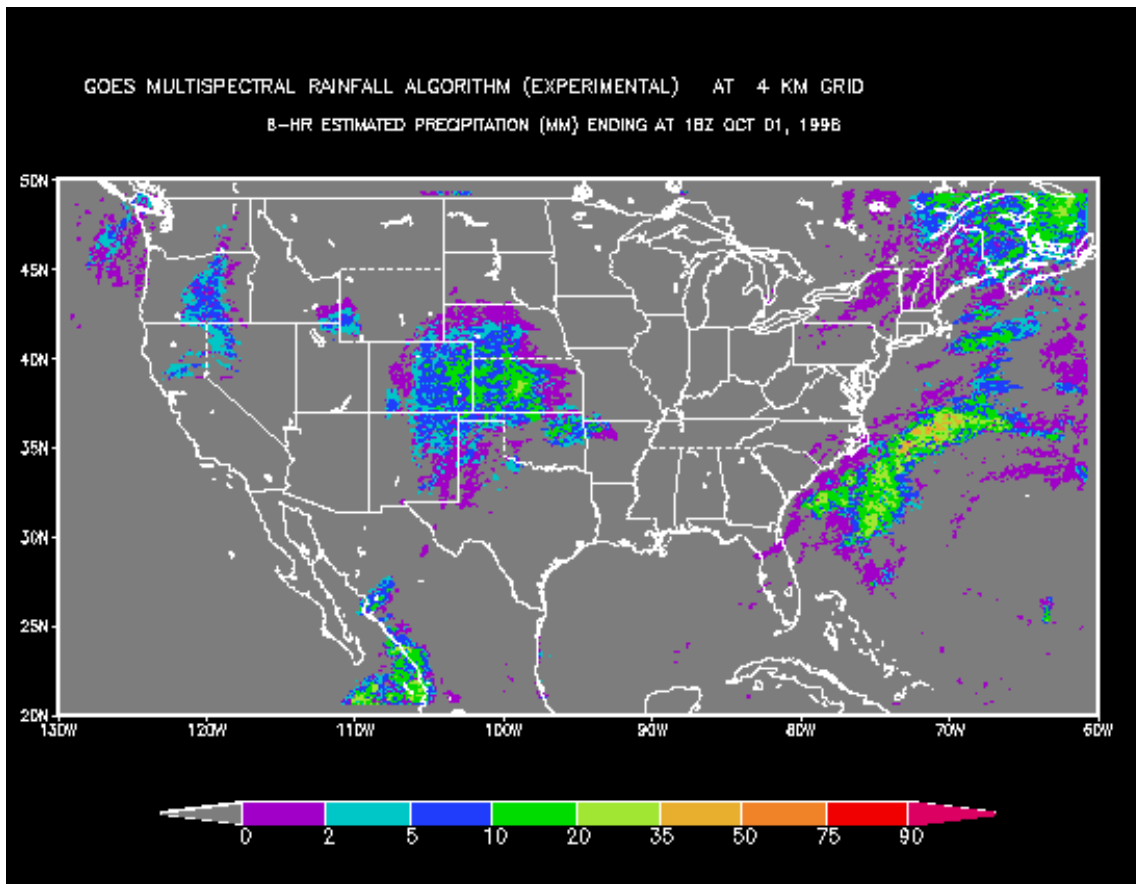 GOES MULTISPECTRAL RAINFALL ALGORITHM (EXPERIMENTAL) AT 4 KM GRID
6-HR ESTIMATED PRECIPITATION (MM) ENDING AT 18Z OCT 01, 1998
50N
45N
40N
35N
30N
25N
20N
130W 120W 110W 100W 90W 80W 70W 60W
0 2 5 10 20 35 50 75 90